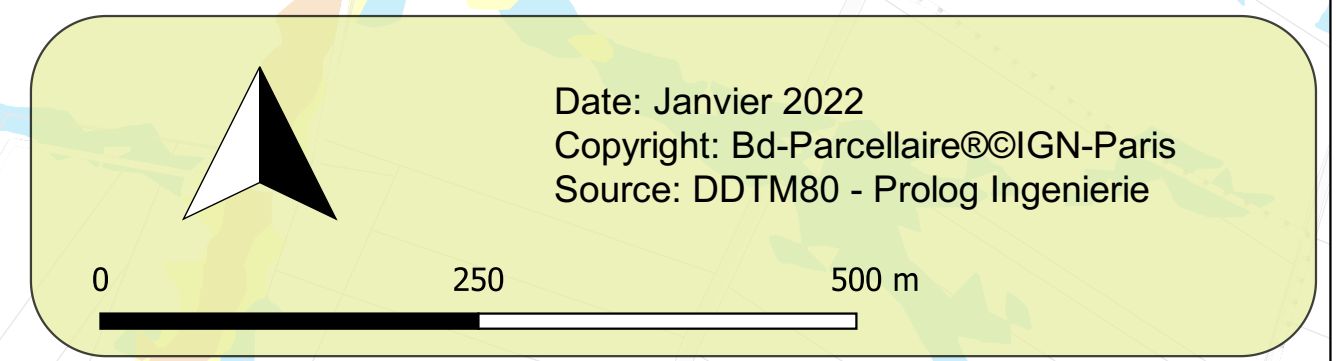 Date: Janvier 2022
Copyright: Bd-Parcellaire®©IGN-Paris
Source: DDTM80 - Prolog Ingenierie
0 250 500 m